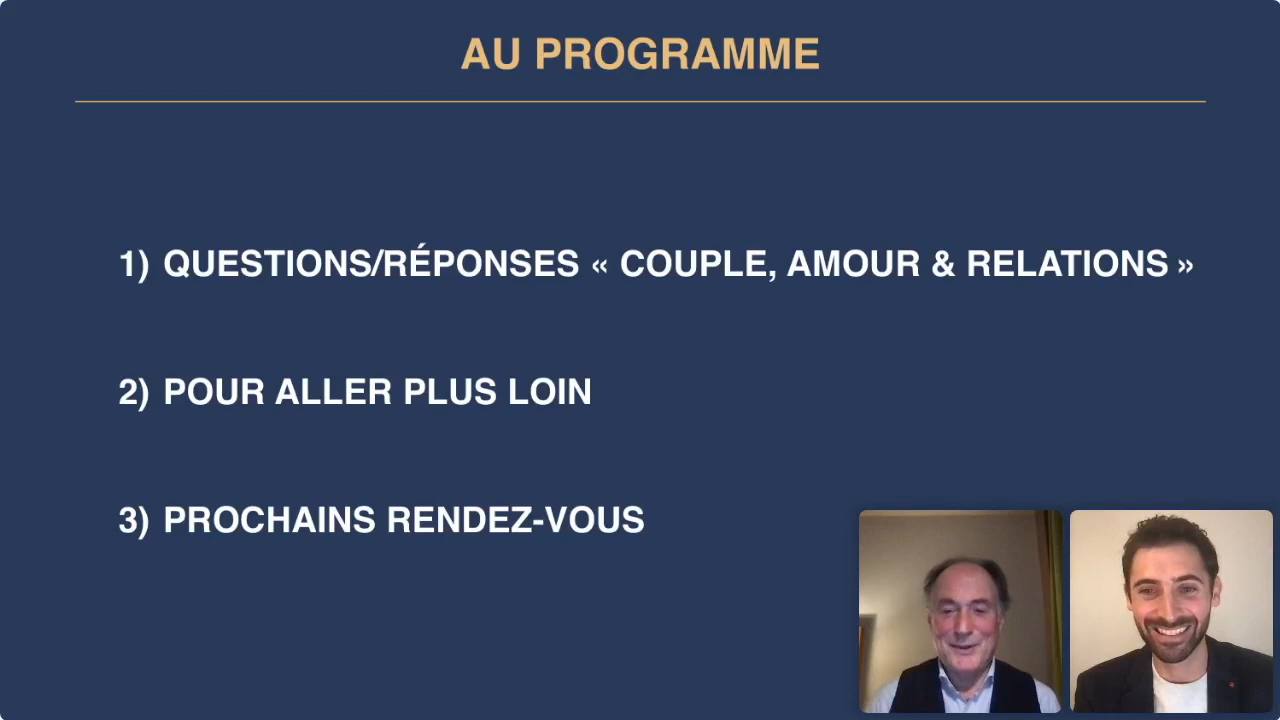 AU PROGRAMME
1) QUESTIONS/RÉPONSES « COUPLE, AMOUR & RELATIONS »
2) POUR ALLER PLUS LOIN
3) PROCHAINS RENDEZ-VOUS